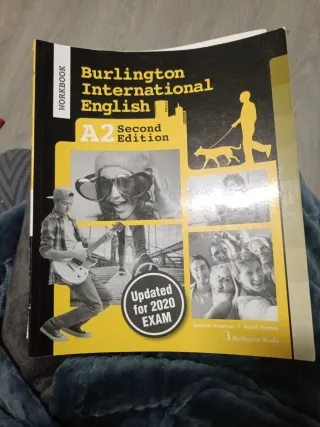 WORKBOOK
Burlington
International
English
A2 Second
Edition
Updated
for 2020
EXAM
Burlington Books